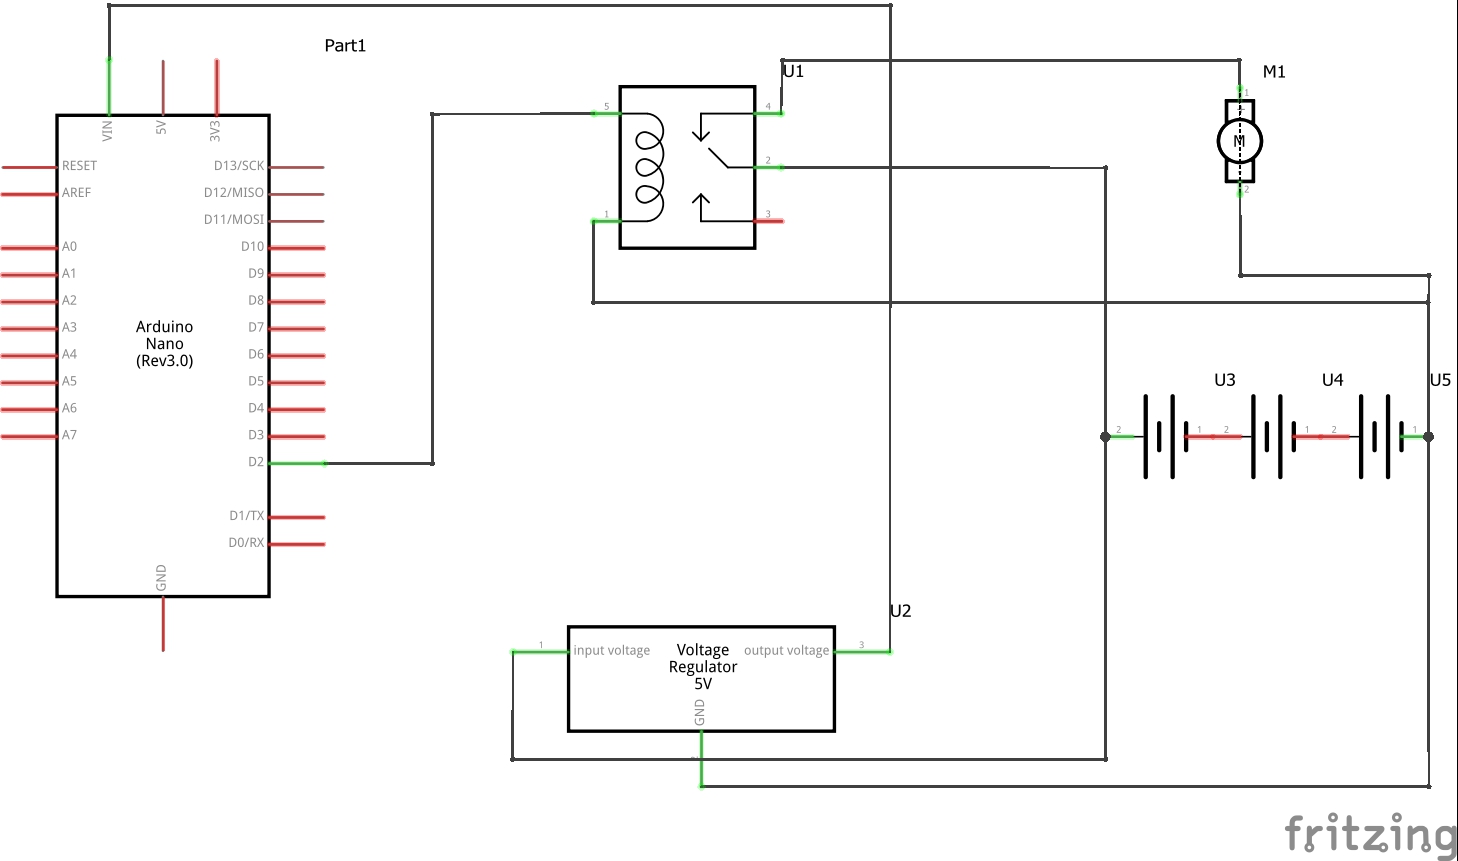 Part1
VIN
5V
3V3
RESET
AREF
A0
A1
A2
A3
A4
A5
A6
A7
D13/SCK
D12/MISO
D11/MOSI
D10
D9
D8
D7
D6
D5
D4
D3
D2
D1/TX
D0/RX
GND
Arduino
Nano
(Rev3.0)
U1
5
1
4
2
3
M1
1
M
2
U3
U4
U5
2
1
2
1
2
1
U2
1
input voltage
Voltage
Regulator
5V
output voltage
3
GND
fritzing